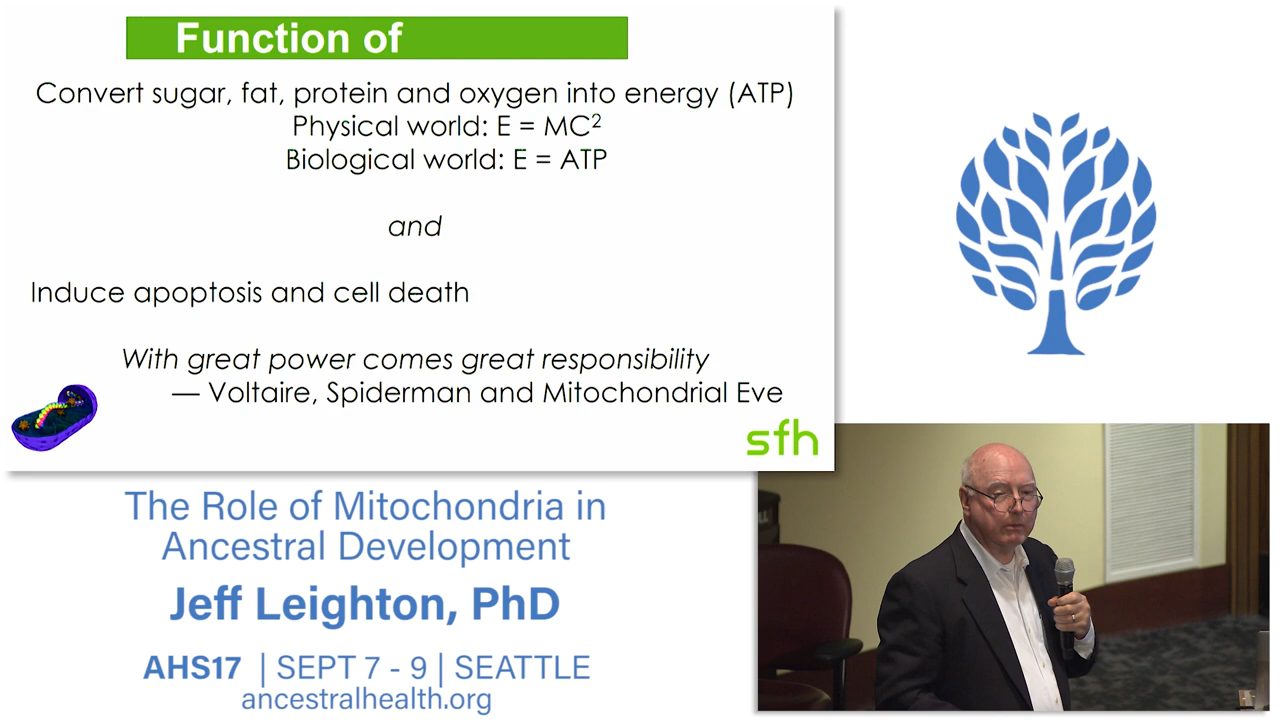 Function of
Convert sugar, fat, protein and oxygen into energy (ATP)
Physical world: E = MC²
Biological world: E = ATP
and
Induce apoptosis and cell death
With great power comes great responsibility
— Voltaire, Spiderman and Mitochondrial Eve
sfh
The Role of Mitochondria in
Ancestral Development
Jeff Leighton, PhD
AHS17 | SEPT 7 - 9 | SEATTLE
ancestralhealth.org